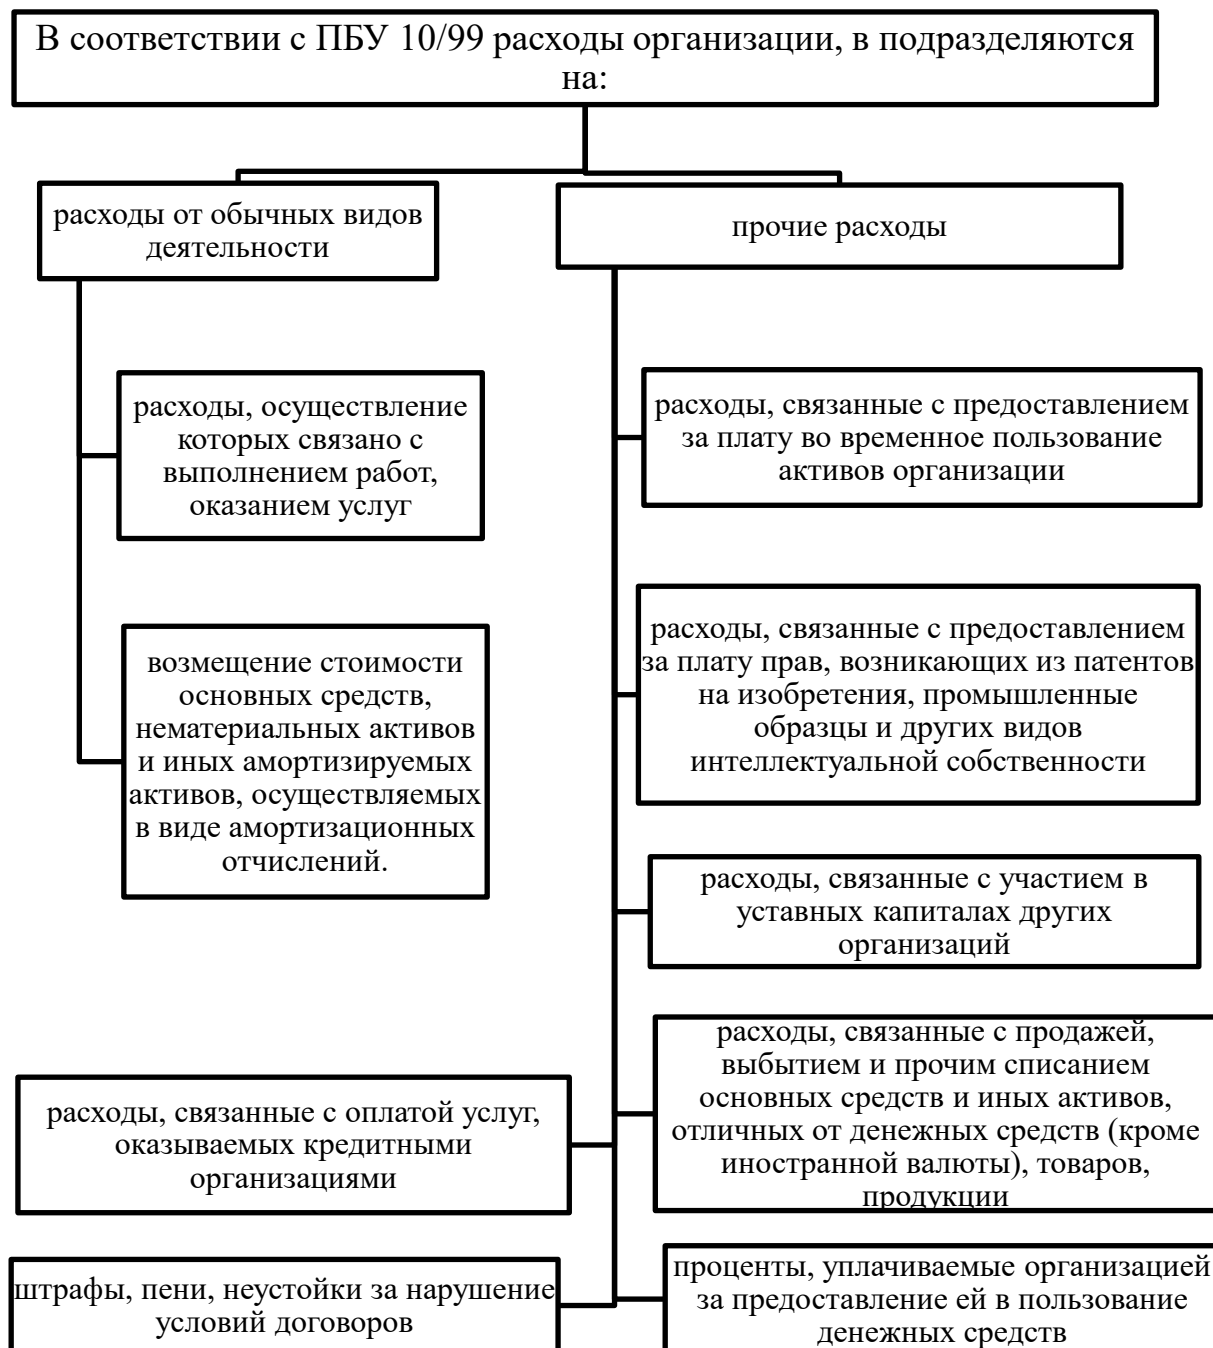 В соответствии с ПБУ 10/99 расходы организации, в подразделяются
на:
расходы от обычных видов
деятельности
прочие расходы
расходы, осуществление
которых связано с
выполнением работ,
оказанием услуг
возмещение стоимости
основных средств,
нематериальных активов
и иных амортизируемых
активов, осуществляемых
в виде амортизационных
отчислений.
расходы, связанные с предоставлением
за плату во временное пользование
активов организации
расходы, связанные с предоставлением
за плату прав, возникающих из патентов
на изобретения, промышленные
образцы и других видов
интеллектуальной собственности
расходы, связанные с участием в
уставных капиталах других
организаций
расходы, связанные с продажей,
выбытием и прочим списанием
основных средств и иных активов,
отличных от денежных средств (кроме
иностранной валюты), товаров,
продукции
расходы, связанные с оплатой услуг,
оказываемых кредитными
организациями
проценты, уплачиваемые организацией
за предоставление ей в пользование
денежных средств
штрафы, пени, неустойки за нарушение
условий договоров